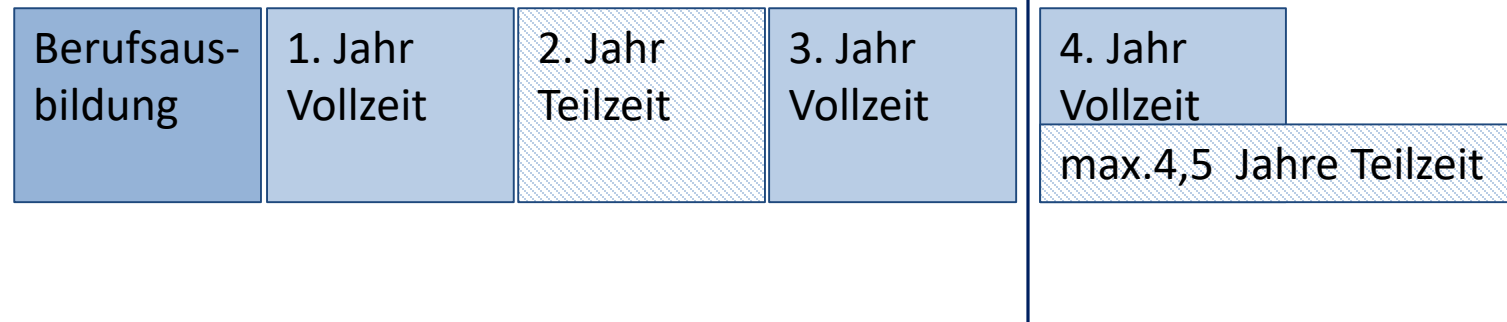 Berufsaus-
bildung
1. Jahr
Vollzeit
2. Jahr
Teilzeit
3. Jahr
Vollzeit
4. Jahr
Vollzeit
max.4,5 Jahre Teilzeit